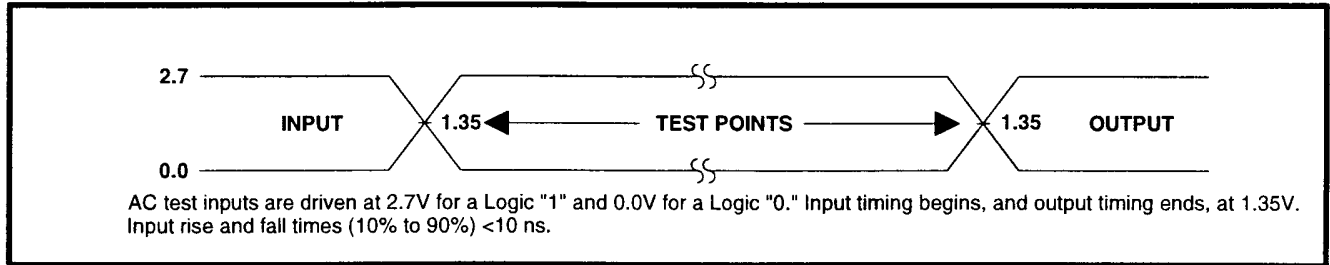 2.7
INPUT 1.35 TEST POINTS 1.35 OUTPUT
0.0
AC test inputs are driven at 2.7V for a Logic "1" and 0.0V for a Logic "0." Input timing begins, and output timing ends, at 1.35V.
Input rise and fall times (10% to 90%) <10 ns.